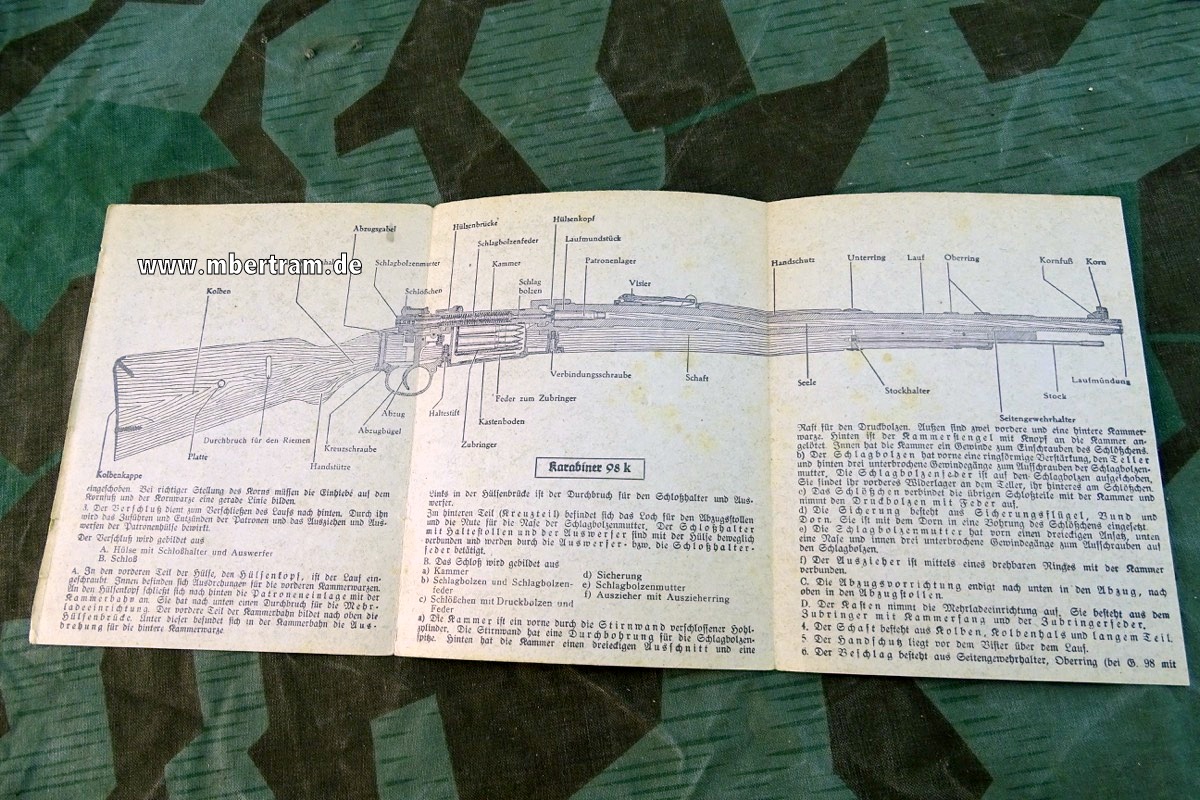 Abzugsgabel
Hülsenbrücke
Hülsenkopf
Schlagbolzenfeder
Laufmundstück
www.mbertram.de
Schlagbolzenmutter
Kammer
Patronenlager
Handschutz
Unterring
Lauf
Oberring
Kornfuß
Korn
Kolben
Schlößchen
Schlag
bolzen
Visier
Verbindungsschraube
Schaft
Seele
Stockhalter
Stock
Laufmündung
Seitengewehrhalter
Abzug
Haltestift
Feder zum Zubringer
Abzugbügel
Kastenboden
Durchbruch für den Riemen
Kreuzschraube
Zubringer
Platte
Handstütze
Kolbenkappe
Karabiner 98 k
eingeschoben. Bei richtiger Stellung des Korns müssen die Einhiebe auf dem
Kornfuß und der Kornwarze eine gerade Linie bilden.
3. Der Verschluß dient zum Verschließen des Laufs nach hinten. Durch ihn
wird das Zuführen und Entzünden der Patronen und das Ausziehen und Aus-
werfen der Patronenhülse bewirkt.
Der Verschluß wird gebildet aus
A. Hülse mit Schloßhalter und Auswerfer
B. Schloß
A. In den vorderen Teil der Hülse, den Hülsenkopf, ist der Lauf ein-
geschraubt. Innen befinden sich Ausdrehungen für die vorderen Kammerwarzen.
An den Hülsenkopf schließt sich nach hinten die Patroneneinlage mit der
Kammerbahn an. Sie hat nach unten einen Durchbruch für die Mehr-
ladeeinrichtung. Der vordere Teil der Kammerbahn bildet nach oben die
Hülsenbrücke. Unter dieser befindet sich in der Kammerbahn die Aus-
drehung für die hintere Kammerwarze
Links in der Hülsenbrücke ist der Durchbruch für den Schloßhalter und Aus-
werfer.
Im hinteren Teil (Kreuzteil) befindet sich das Loch für den Abzugsstollen
und die Nute für die Nase der Schlagbolzenmutter. Der Schloßhalter
mit Haltestollen und der Auswerfer sind mit der Hülse beweglich
verbunden und werden durch die Auswerfer- bzw. die Schloßhalter-
feder betätigt.
B. Das Schloß wird gebildet aus
a) Kammer
b) Schlagbolzen und Schlagbolzen-
feder
c) Schlößchen mit Druckbolzen und
Feder
d) Sicherung
e) Schlagbolzenmutter
f) Auszieher mit Auszieherring
a) Die Kammer ist ein vorne durch die Stirnwand verschlossener Hohl-
zylinder. Die Stirnwand hat eine Durchbohrung für die Schlagbolzen-
spitze. Hinten hat die Kammer einen dreieckigen Ausschnitt und eine
Rast für den Druckbolzen. Außen sind zwei vordere und eine hintere Kammer-
warze. Hinten ist der Kammerstengel mit Knopf an die Kammer an-
gelötet. Innen hat die Kammer ein Gewinde zum Einschrauben des Schlößchens.
b) Der Schlagbolzen hat vorne eine ringförmige Verstärkung, den Teller
und hinten drei unterbrochene Gewindegänge zum Aufschrauben der Schlagbolzen-
mutter. Die Schlagbolzenfeder ist auf den Schlagbolzen aufgeschoben.
Sie findet ihr vorderes Widerlager an dem Teller, ihr hinteres am Schlößchen.
c) Das Schlößchen verbindet die übrigen Schloßteile mit der Kammer und
nimmt den Druckbolzen mit Feder auf.
d) Die Sicherung besteht aus Sicherungsflügel, Bund und
Dorn. Sie ist mit dem Dorn in eine Bohrung des Schlößchens eingesetzt.
e) Die Schlagbolzenmutter hat vorn einen dreieckigen Ansatz, unten
eine Nase und innen drei unterbrochene Gewindegänge zum Aufschrauben auf
den Schlagbolzen.
f) Der Auszieher ist mittels eines drehbaren Ringes mit der Kammer
verbunden.
C. Die Abzugsvorrichtung endigt nach unten in den Abzug, nach
oben in den Abzugstollen.
D. Der Kasten nimmt die Mehrladeeinrichtung auf. Sie besteht aus dem
Zubringer mit Kammerfang und der Zubringerfeder.
4. Der Schaft besteht aus Kolben, Kolbenhals und langem Teil.
5. Der Handschutz liegt vor dem Visier über dem Lauf.
6. Der Beschlag besteht aus Seitengewehrhalter, Oberring (bei G. 98 mit